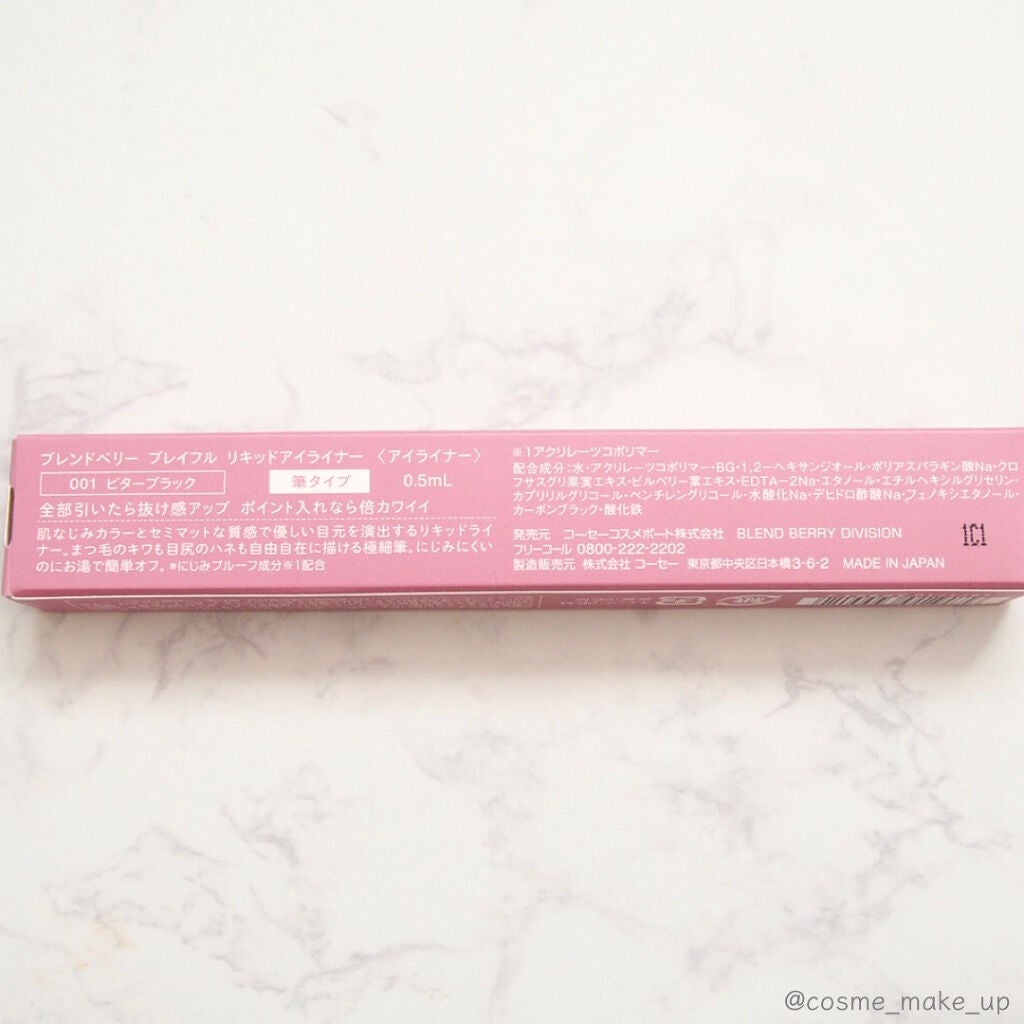 ブレンドベリー プレイフル リキッドアイライナー〈アイライナー〉
001 ビターブラック 筆タイプ 0.5mL
全部引いたら抜け感アップ ポイント入れなら倍カワイイ
肌なじみカラーとセミマットな質感で優しい目元を演出するリキッドライ
ナー。まつ毛のキワも目尻のハネも自由自在に描ける極細筆。にじみにくい
のにお湯で簡単オフ。*にじみプルーフ成分※1配合
※1アクリレーツコポリマー
配合成分:水・アクリレーツコポリマー・BG・1,2-ヘキサンジオール・ポリアスパラギン酸Na・クロ
フサスグリ果実エキス・ビルベリー葉エキス・EDTA-2Na・エタノール・エチルヘキシルグリセリン・
カプリリルグリコール・ペンチレングリコール・水酸化Na・デヒドロ酢酸Na・フェノキシエタノール・
カーボンブラック・酸化鉄
発売元 コーセーコスメポート株式会社 BLEND BERRY DIVISION
フリーコール 0800-222-2202
製造販売元 株式会社 コーセー 東京都中央区日本橋3-6-2 MADE IN JAPAN
1C1
@cosme_make_up